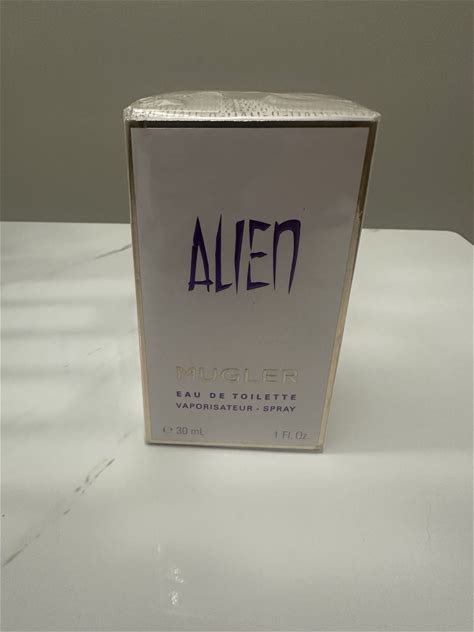 ALIEN
MUGLER
EAU DE TOILETTE
VAPORISATEUR - SPRAY
℮ 30 mL 1 Fl. Oz.